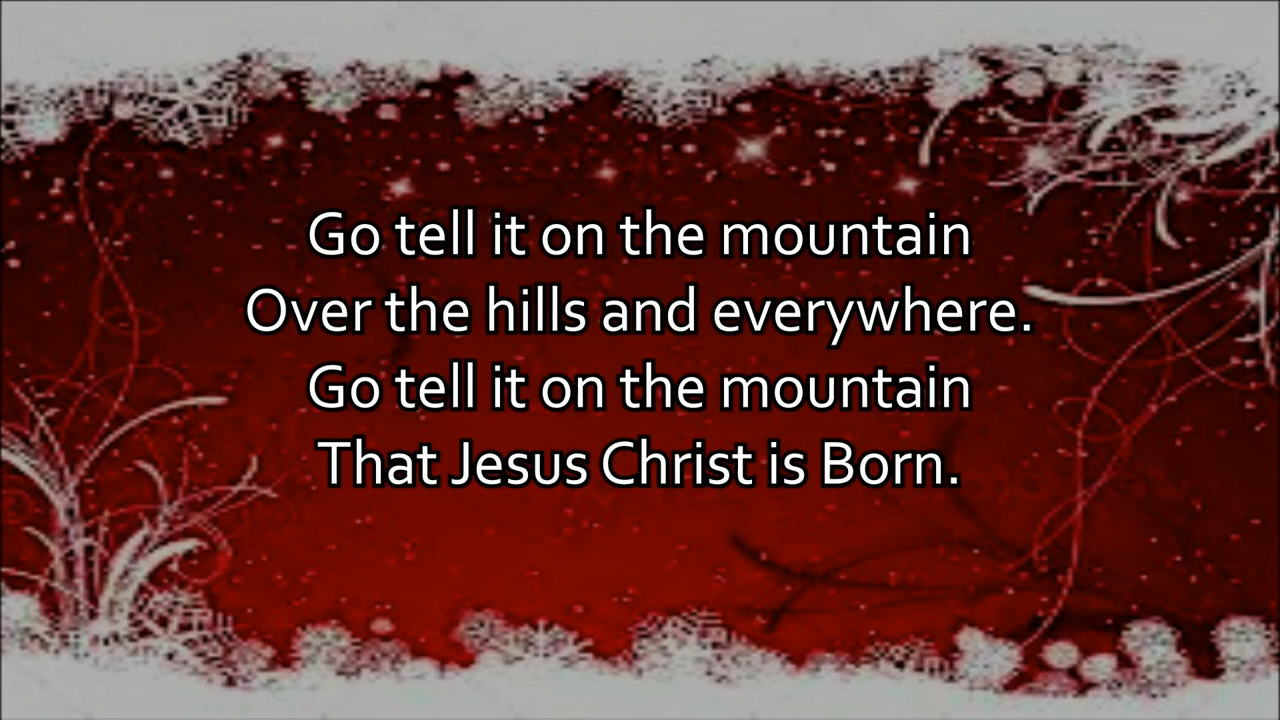 Go tell it on the mountain
Over the hills and everywhere.
Go tell it on the mountain
That Jesus Christ is Born.